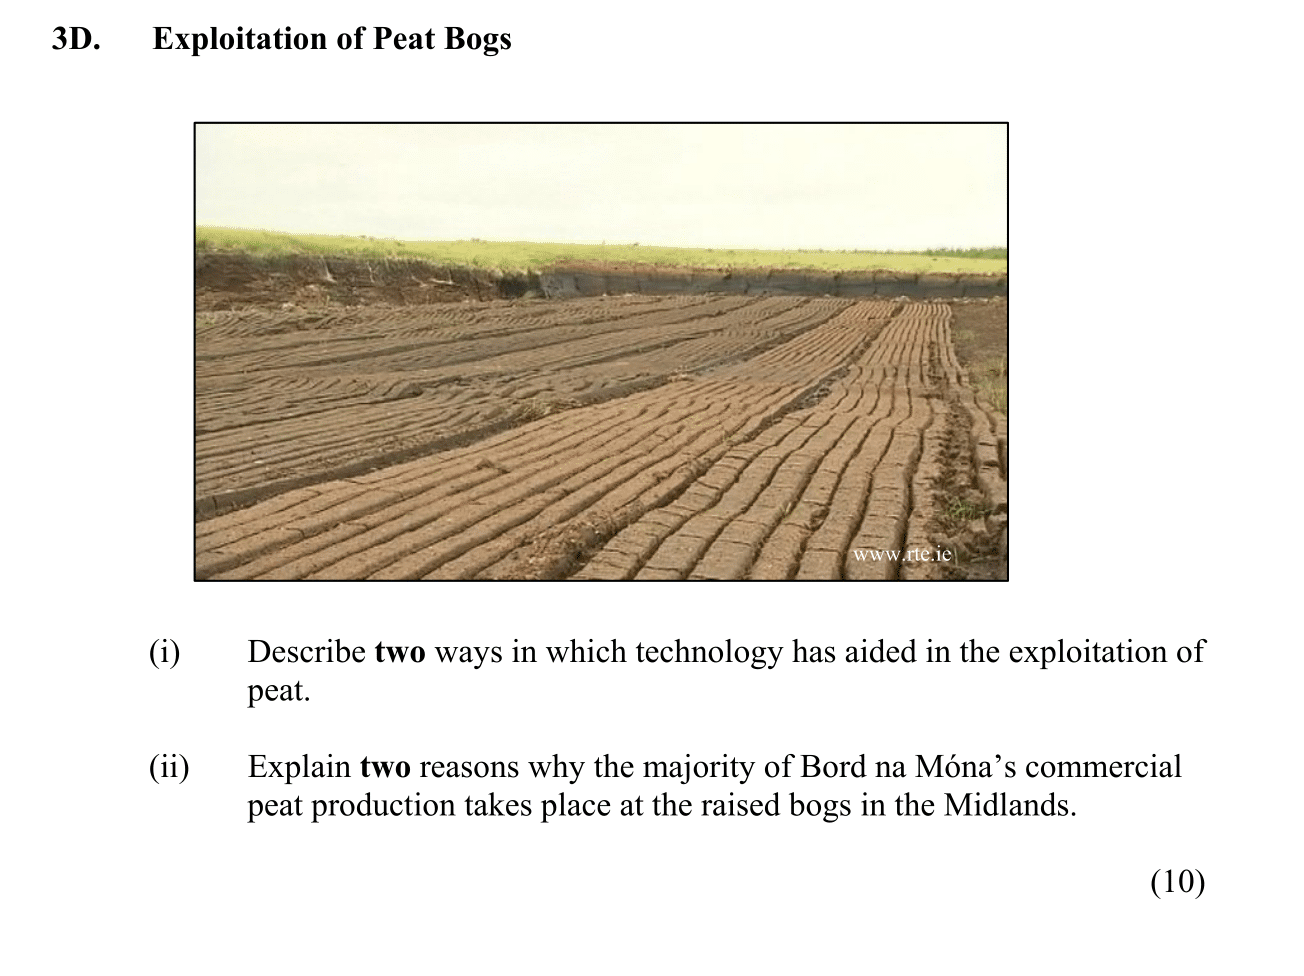 3D. Exploitation of Peat Bogs
www.rte.ie
(i) Describe two ways in which technology has aided in the exploitation of
peat.
(ii) Explain two reasons why the majority of Bord na Móna’s commercial
peat production takes place at the raised bogs in the Midlands.
(10)